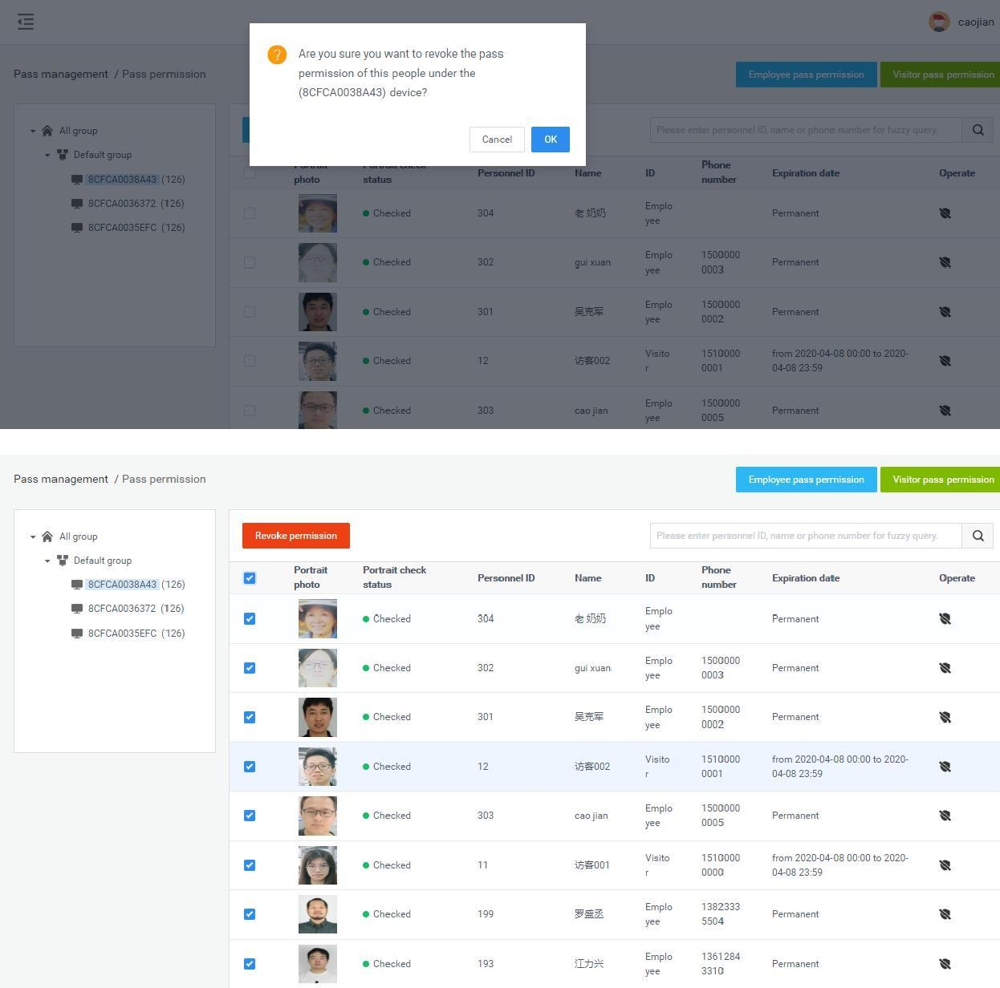 caojian
Are you sure you want to revoke the pass
permission of this people under the
(8CFCA0038A43) device?
Cancel OK
Pass management / Pass permission
Employee pass permission Visitor pass permission
All group
Default group
8CFCA0038A43 (126)
8CFCA0036372 (126)
8CFCA0035EFC (126)
Please enter personnel ID, name or phone number for fuzzy query.
Portrait photo Portrait check status Personnel ID Name ID Phone number Expiration date Operate
Checked 304 老 奶奶 Employee Permanent
Checked 302 gui xuan Employee 15000000003 Permanent
Checked 301 吴克军 Employee 15000000002 Permanent
Checked 12 访客002 Visitor 15100000001 from 2020-04-08 00:00 to 2020-04-08 23:59
Checked 303 cao jian Employee 15000000005 Permanent
Pass management / Pass permission
Employee pass permission Visitor pass permission
All group
Default group
8CFCA0038A43 (126)
8CFCA0036372 (126)
8CFCA0035EFC (126)
Revoke permission
Please enter personnel ID, name or phone number for fuzzy query.
Portrait photo Portrait check status Personnel ID Name ID Phone number Expiration date Operate
Checked 304 老 奶奶 Employee Permanent
Checked 302 gui xuan Employee 15000000003 Permanent
Checked 301 吴克军 Employee 15000000002 Permanent
Checked 12 访客002 Visitor 15100000001 from 2020-04-08 00:00 to 2020-04-08 23:59
Checked 303 cao jian Employee 15000000005 Permanent
Checked 11 访客001 Visitor 15100000000 from 2020-04-08 00:00 to 2020-04-08 23:59
Checked 199 罗盛丞 Employee 13823335504 Permanent
Checked 193 江力兴 Employee 13612843310 Permanent